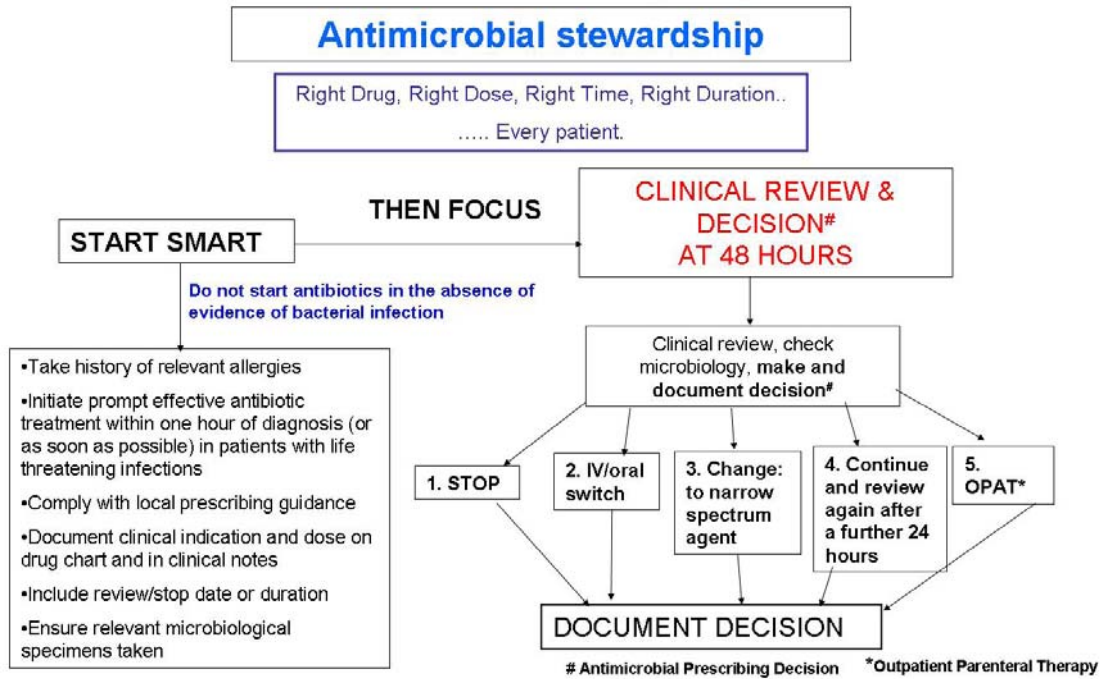 Antimicrobial stewardship
Right Drug, Right Dose, Right Time, Right Duration..
..... Every patient.
START SMART
THEN FOCUS
CLINICAL REVIEW &
DECISION#
AT 48 HOURS
Do not start antibiotics in the absence of
evidence of bacterial infection
•Take history of relevant allergies
•Initiate prompt effective antibiotic
treatment within one hour of diagnosis (or
as soon as possible) in patients with life
threatening infections
•Comply with local prescribing guidance
•Document clinical indication and dose on
drug chart and in clinical notes
•Include review/stop date or duration
•Ensure relevant microbiological
specimens taken
Clinical review, check
microbiology, make and
document decision#
1. STOP
2. IV/oral
switch
3. Change:
to narrow
spectrum
agent
4. Continue
and review
again after
a further 24
hours
5.
OPAT*
DOCUMENT DECISION
# Antimicrobial Prescribing Decision
*Outpatient Parenteral Therapy